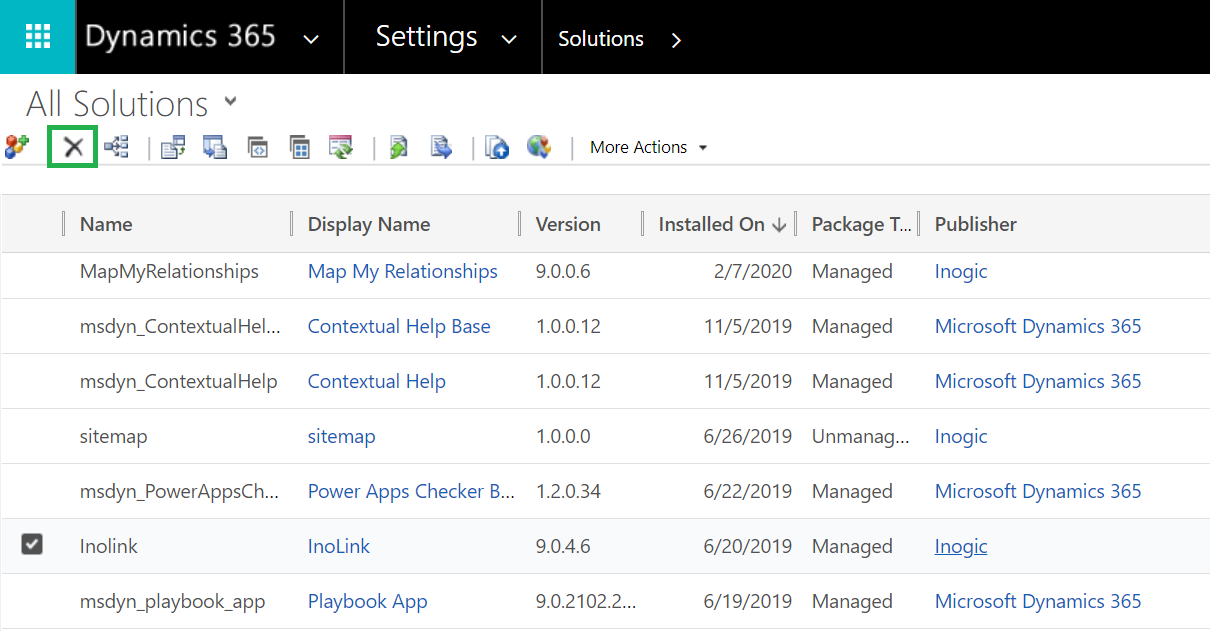 Dynamics 365 Settings Solutions
All Solutions
More Actions
Name Display Name Version Installed On Package T... Publisher
MapMyRelationships Map My Relationships 9.0.0.6 2/7/2020 Managed Inogic
msdyn_ContextualHel... Contextual Help Base 1.0.0.12 11/5/2019 Managed Microsoft Dynamics 365
msdyn_ContextualHelp Contextual Help 1.0.0.12 11/5/2019 Managed Microsoft Dynamics 365
sitemap sitemap 1.0.0.0 6/26/2019 Unmanag... Inogic
msdyn_PowerAppsCh... Power Apps Checker B... 1.2.0.34 6/22/2019 Managed Microsoft Dynamics 365
Inolink InoLink 9.0.4.6 6/20/2019 Managed Inogic
msdyn_playbook_app Playbook App 9.0.2102.2... 6/19/2019 Managed Microsoft Dynamics 365